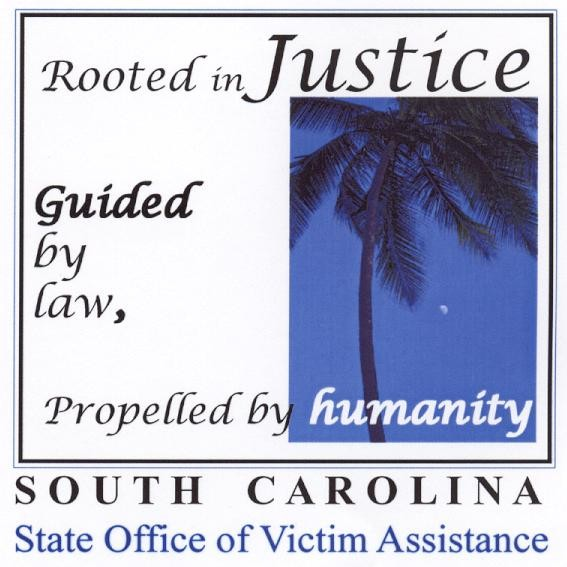 Rooted in Justice
Guided
by
law,
Propelled by humanity
SOUTH CAROLINA
State Office of Victim Assistance